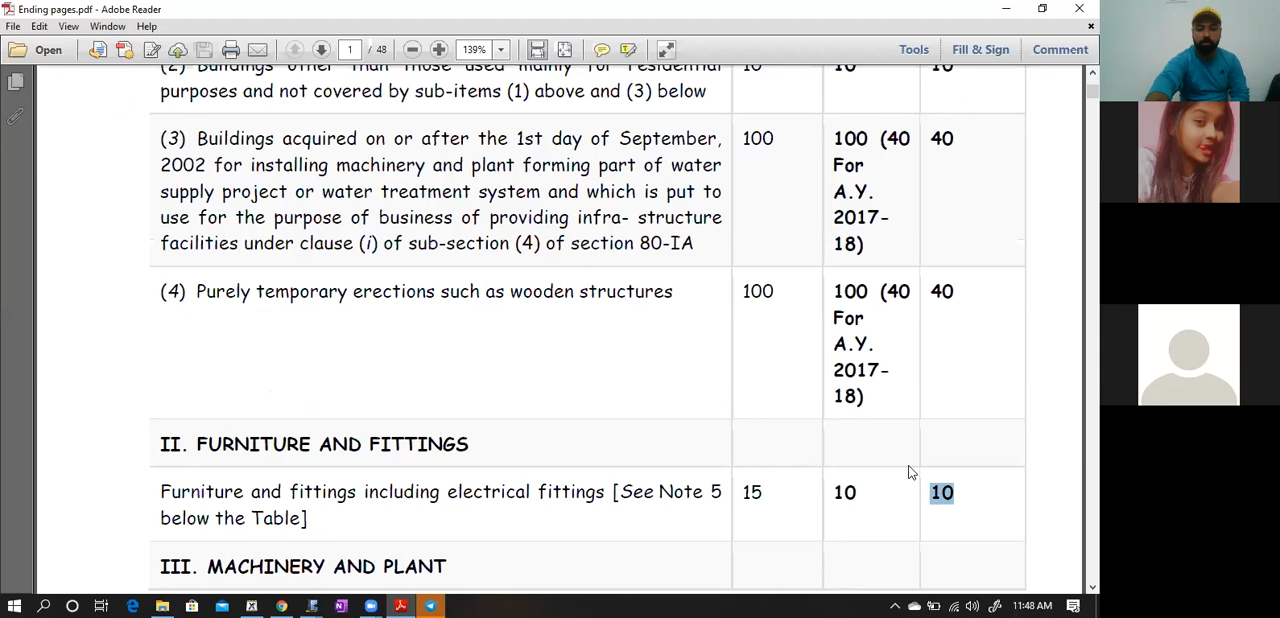 Ending pages.pdf - Adobe Reader
File Edit View Window Help
Open 1 / 48 139% Tools Fill & Sign Comment
(2) Buildings other than those used mainly for residential 10 10 10
purposes and not covered by sub-items (1) above and (3) below
(3) Buildings acquired on or after the 1st day of September, 100 100 (40 40
2002 for installing machinery and plant forming part of water For
supply project or water treatment system and which is put to A.Y.
use for the purpose of business of providing infra- structure 2017-
facilities under clause (i) of sub-section (4) of section 80-IA 18)
(4) Purely temporary erections such as wooden structures 100 100 (40 40
For
A.Y.
2017-
18)
II. FURNITURE AND FITTINGS
Furniture and fittings including electrical fittings [See Note 5 15 10 10
below the Table]
III. MACHINERY AND PLANT
11:48 AM